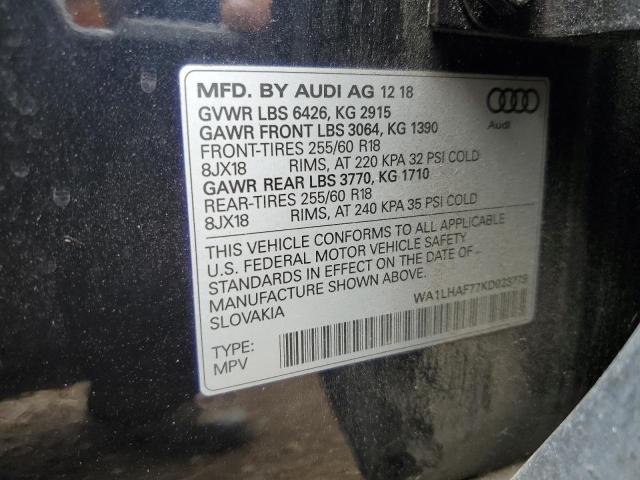 MFD. BY AUDI AG 12 18
GVWR LBS 6426, KG 2915
GAWR FRONT LBS 3064, KG 1390
FRONT-TIRES 255/60 R18
8JX18 RIMS, AT 220 KPA 32 PSI COLD
GAWR REAR LBS 3770, KG 1710
REAR-TIRES 255/60 R18
8JX18 RIMS, AT 240 KPA 35 PSI COLD
Audi
THIS VEHICLE CONFORMS TO ALL APPLICABLE
U.S. FEDERAL MOTOR VEHICLE SAFETY
STANDARDS IN EFFECT ON THE DATE OF –
MANUFACTURE SHOWN ABOVE.
SLOVAKIA
TYPE:
MPV